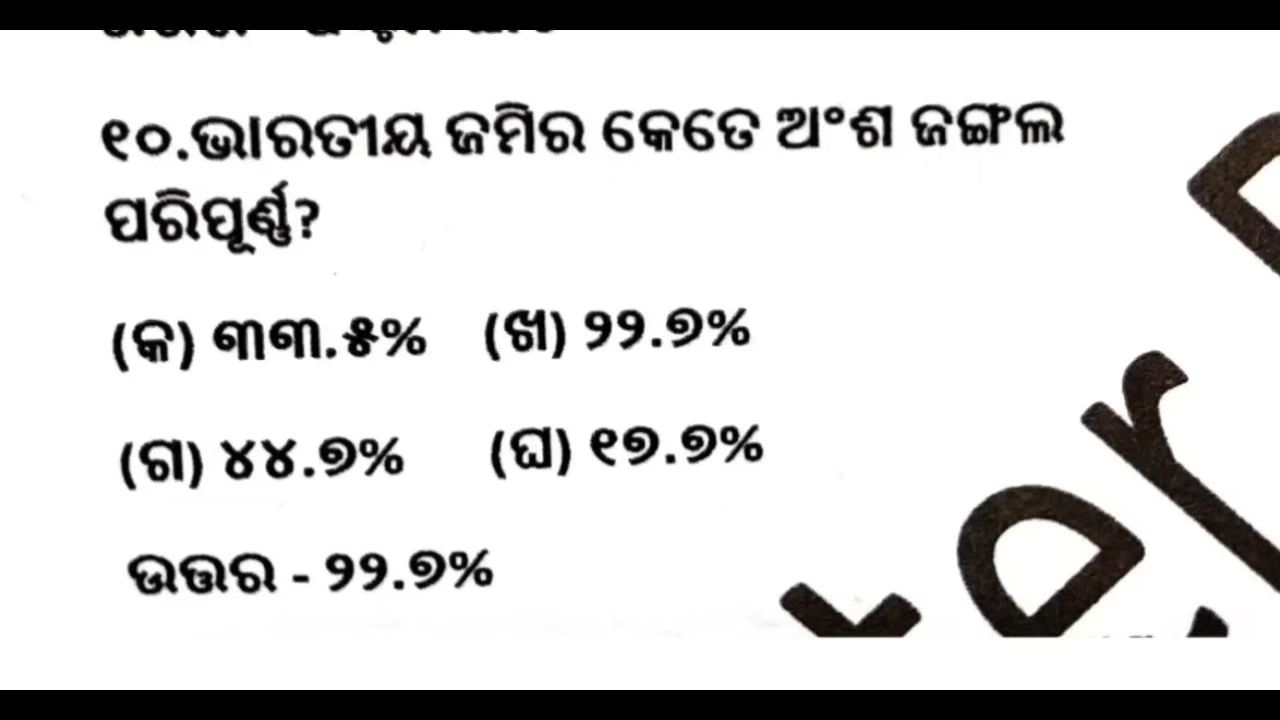 ୧୦.ଭାରତୀୟ ଜମିର କେତେ ଅଂଶ ଜଙ୍ଗଲ
ପରିପୂର୍ଣ୍ଣ?
(କ) ୩୩.୫% (ଖ) ୨୨.୭%
(ଗ) ୪୪.୭% (ଘ) ୧୭.୭%
ଉତ୍ତର - ୨୨.୭%